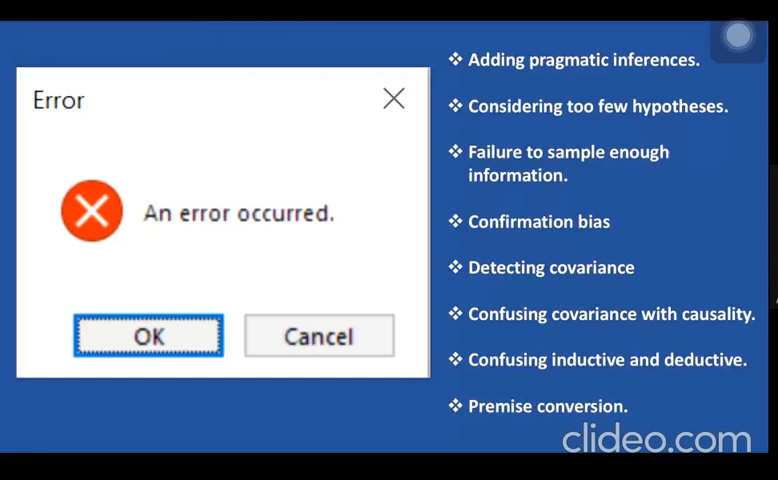 Error
An error occurred.
OK
Cancel
❖ Adding pragmatic inferences.
❖ Considering too few hypotheses.
❖ Failure to sample enough
information.
❖ Confirmation bias
❖ Detecting covariance
❖ Confusing covariance with causality.
❖ Confusing inductive and deductive.
❖ Premise conversion.
clideo.com